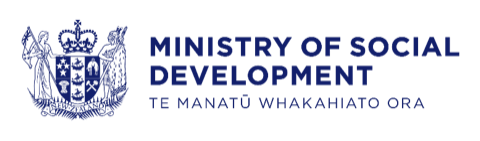 MINISTRY OF SOCIAL
DEVELOPMENT
TE MANATŪ WHAKAHIATO ORA